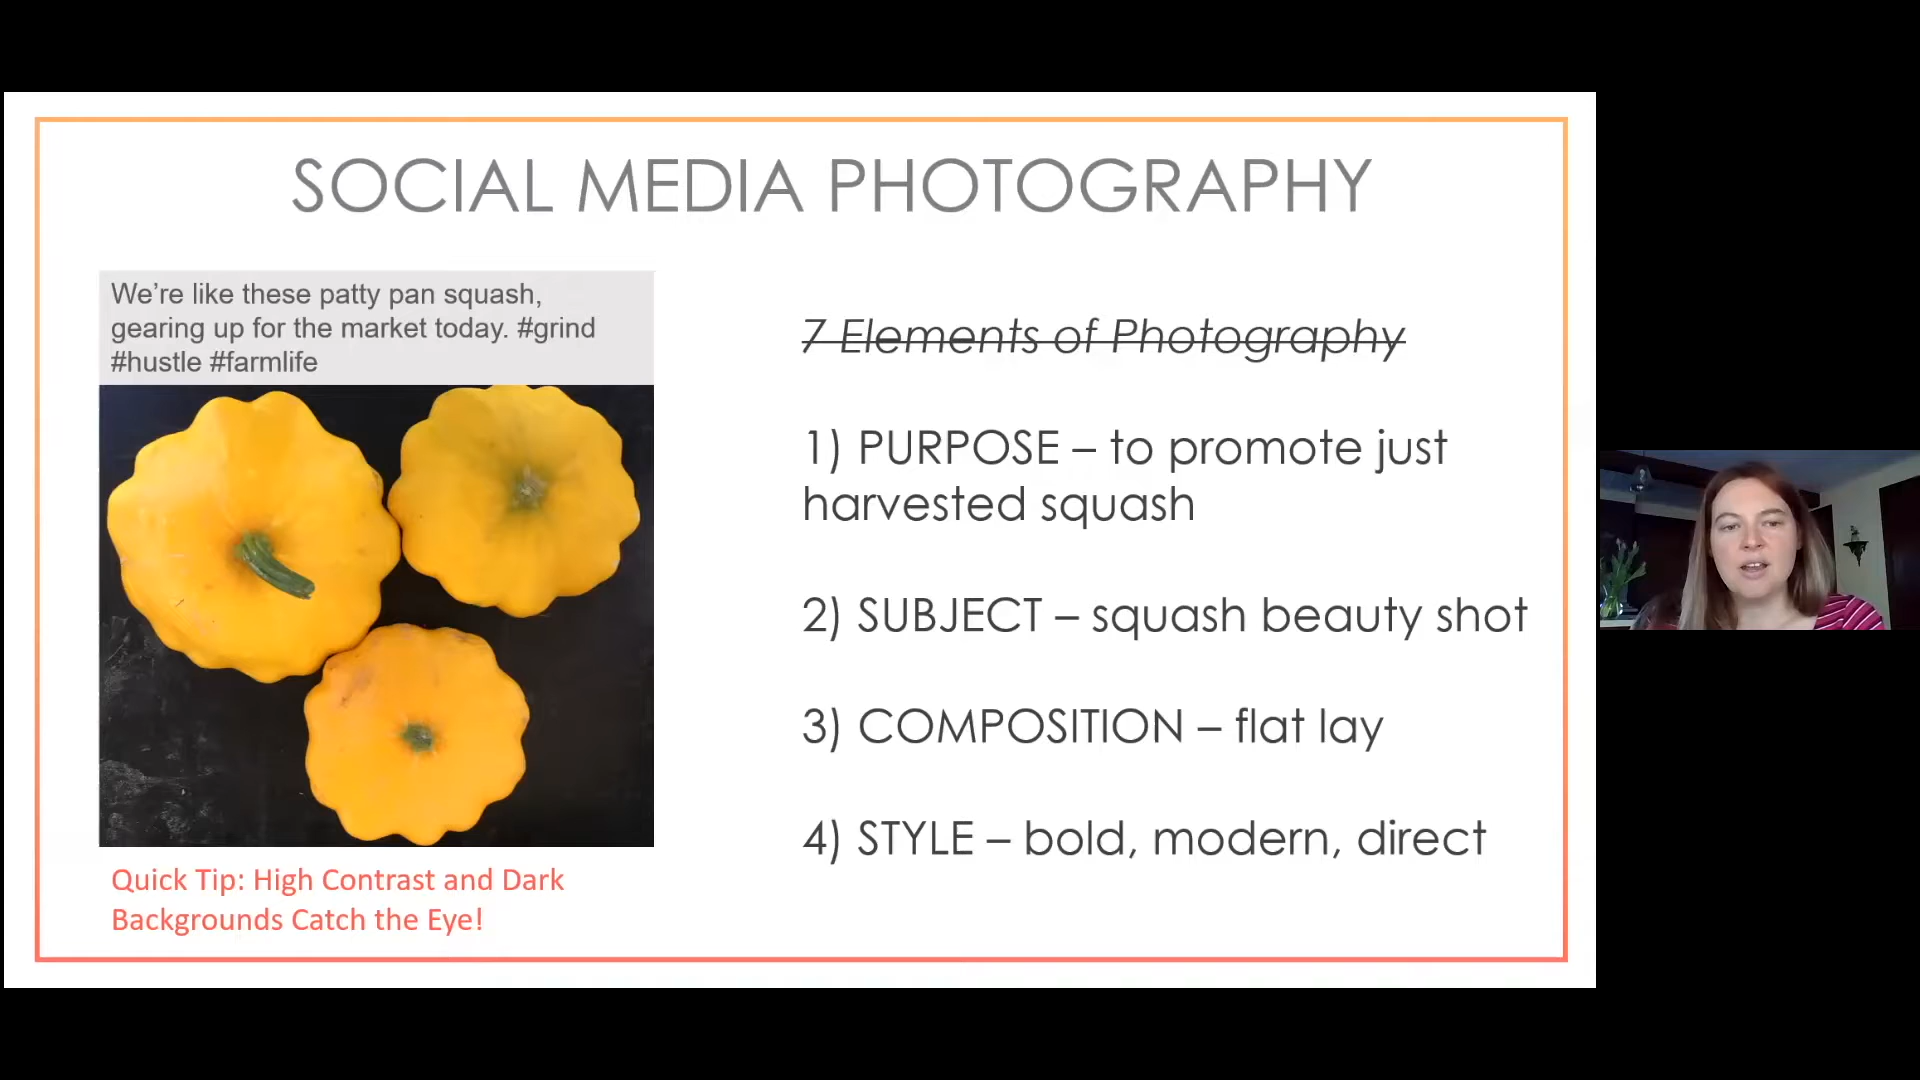 SOCIAL MEDIA PHOTOGRAPHY
We’re like these patty pan squash,
gearing up for the market today. #grind
#hustle #farmlife
Quick Tip: High Contrast and Dark
Backgrounds Catch the Eye!
7 Elements of Photography
1) PURPOSE – to promote just
harvested squash
2) SUBJECT – squash beauty shot
3) COMPOSITION – flat lay
4) STYLE – bold, modern, direct